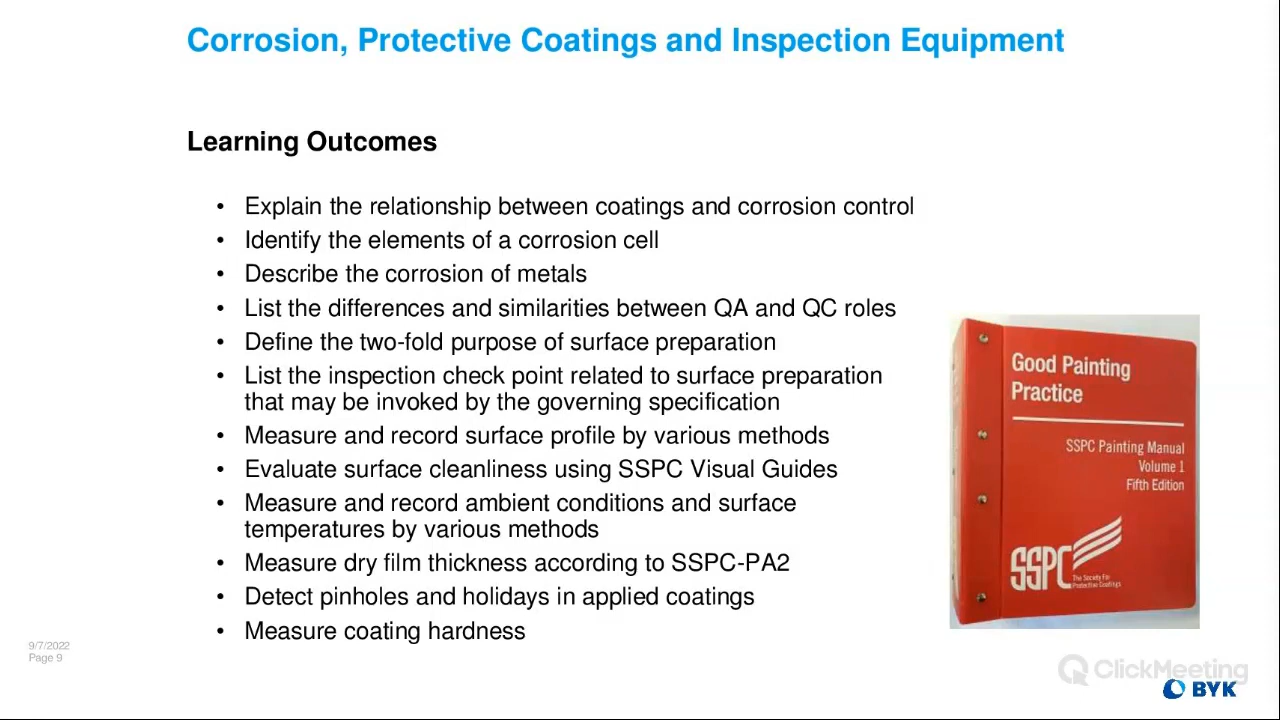 Corrosion, Protective Coatings and Inspection Equipment
Learning Outcomes
• Explain the relationship between coatings and corrosion control
• Identify the elements of a corrosion cell
• Describe the corrosion of metals
• List the differences and similarities between QA and QC roles
• Define the two-fold purpose of surface preparation
• List the inspection check point related to surface preparation
that may be invoked by the governing specification
• Measure and record surface profile by various methods
• Evaluate surface cleanliness using SSPC Visual Guides
• Measure and record ambient conditions and surface
temperatures by various methods
• Measure dry film thickness according to SSPC-PA2
• Detect pinholes and holidays in applied coatings
• Measure coating hardness
Good Painting
Practice
SSPC Painting Manual
Volume 1
Fifth Edition
SSPC
The Society for
Protective Coatings
9/7/2022
Page 9
ClickMeeting
BYK